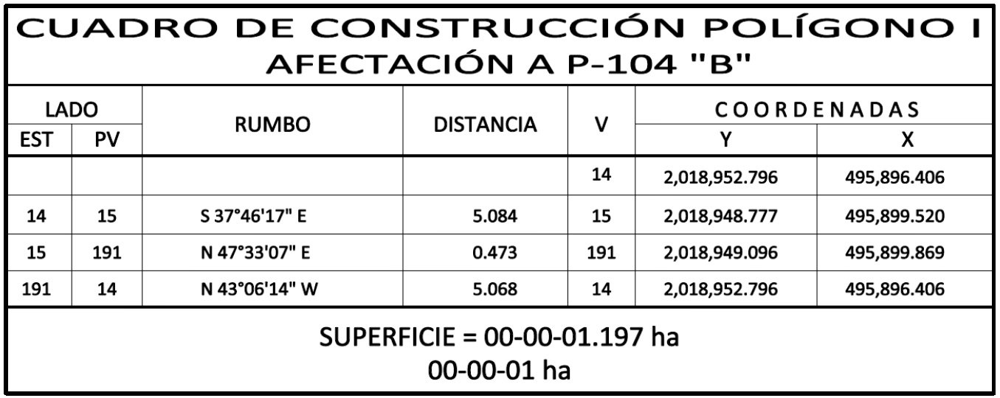 CUADRO DE CONSTRUCCIÓN POLÍGONO I
AFECTACIÓN A P-104 "B"
LADO RUMBO DISTANCIA V COORDENADAS
EST PV Y X
14 2,018,952.796 495,896.406
14 15 S 37°46'17" E 5.084 15 2,018,948.777 495,899.520
15 191 N 47°33'07" E 0.473 191 2,018,949.096 495,899.869
191 14 N 43°06'14" W 5.068 14 2,018,952.796 495,896.406
SUPERFICIE = 00-00-01.197 ha
00-00-01 ha